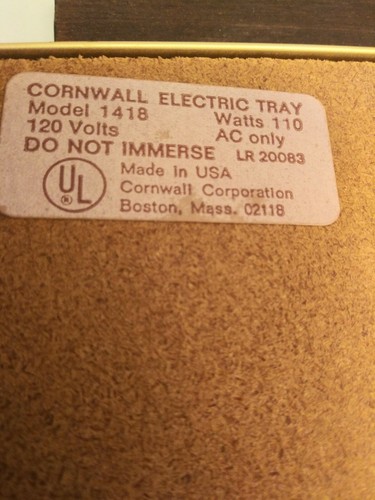 CORNWALL ELECTRIC TRAY
Model 1418 Watts 110
120 Volts AC only
DO NOT IMMERSE LR 20083
UL ® Made in USA
Cornwall Corporation
Boston, Mass. 02118